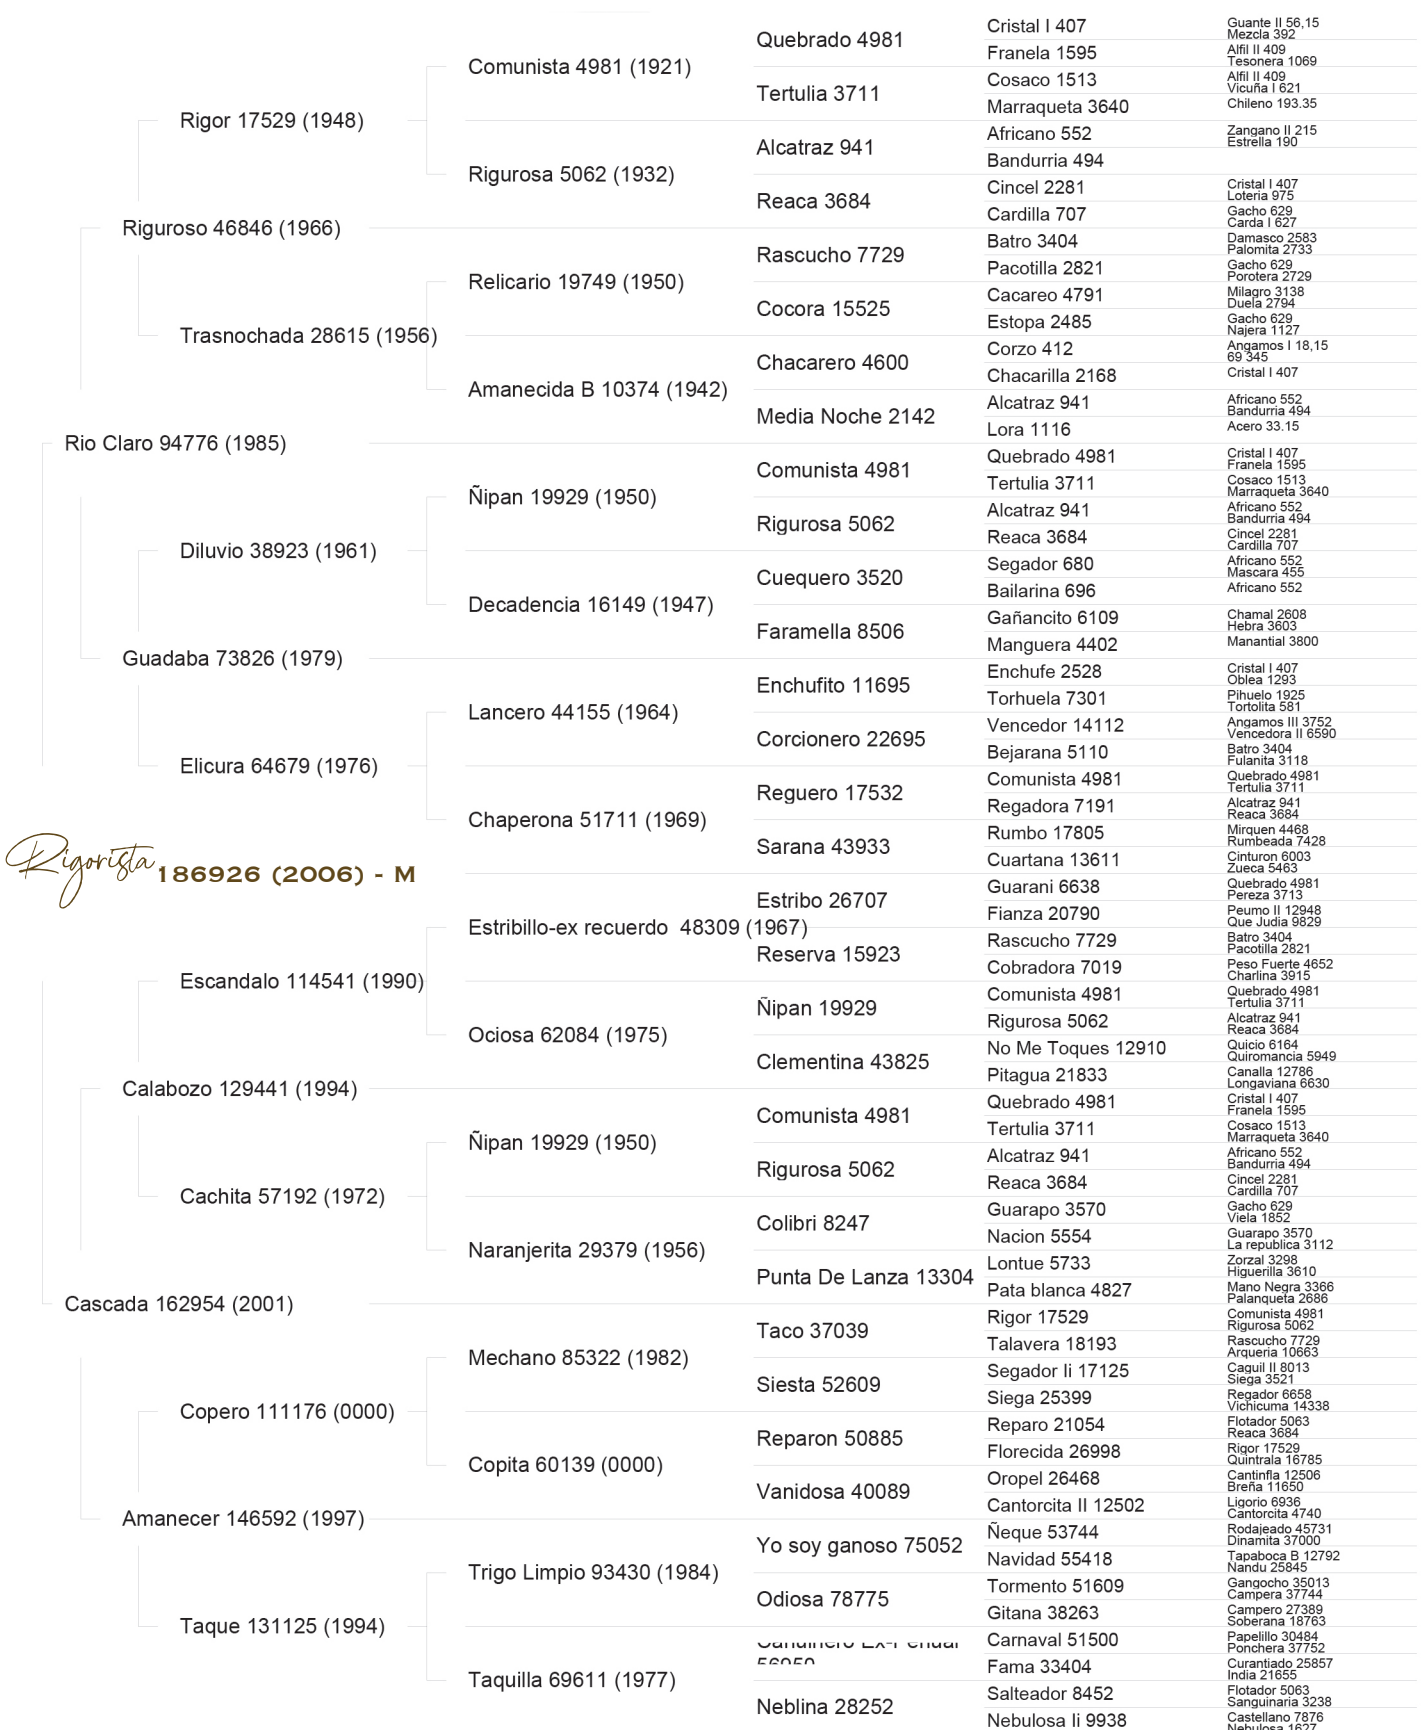 Rigorista 186926 (2006) - M
Rio Claro 94776 (1985)
Cascada 162954 (2001)
Riguroso 46846 (1966)
Guadaba 73826 (1979)
Calabozo 129441 (1994)
Amanecer 146592 (1997)
Rigor 17529 (1948)
Trasnochada 28615 (1956)
Diluvio 38923 (1961)
Elicura 64679 (1976)
Escandalo 114541 (1990)
Cachita 57192 (1972)
Copero 111176 (0000)
Taque 131125 (1994)
Comunista 4981 (1921)
Rigurosa 5062 (1932)
Relicario 19749 (1950)
Amanecida B 10374 (1942)
Ñipan 19929 (1950)
Decadencia 16149 (1947)
Lancero 44155 (1964)
Chaperona 51711 (1969)
Estribillo-ex recuerdo 48309 (1967)
Ociosa 62084 (1975)
Ñipan 19929 (1950)
Naranjerita 29379 (1956)
Mechano 85322 (1982)
Copita 60139 (0000)
Trigo Limpio 93430 (1984)
Taquilla 69611 (1977)
Quebrado 4981
Tertulia 3711
Alcatraz 941
Reaca 3684
Rascucho 7729
Cocora 15525
Chacarero 4600
Media Noche 2142
Comunista 4981
Rigurosa 5062
Cuequero 3520
Faramella 8506
Enchufito 11695
Corcionero 22695
Reguero 17532
Sarana 43933
Estribo 26707
Reserva 15923
Ñipan 19929
Clementina 43825
Comunista 4981
Rigurosa 5062
Colibri 8247
Punta De Lanza 13304
Taco 37039
Siesta 52609
Reparon 50885
Vanidosa 40089
Yo soy ganoso 75052
Odiosa 78775
Neblina 28252
Cristal I 407
Franela 1595
Cosaco 1513
Marraqueta 3640
Africano 552
Bandurria 494
Cincel 2281
Cardilla 707
Batro 3404
Pacotilla 2821
Cacareo 4791
Estopa 2485
Corzo 412
Chacarilla 2168
Alcatraz 941
Lora 1116
Quebrado 4981
Tertulia 3711
Alcatraz 941
Reaca 3684
Segador 680
Bailarina 696
Gañancito 6109
Manguera 4402
Enchufe 2528
Torhuela 7301
Vencedor 14112
Bejarana 5110
Comunista 4981
Regadora 7191
Rumbo 17805
Cuartana 13611
Guarani 6638
Fianza 20790
Rascucho 7729
Cobradora 7019
Comunista 4981
Rigurosa 5062
No Me Toques 12910
Pitagua 21833
Quebrado 4981
Tertulia 3711
Alcatraz 941
Reaca 3684
Guarapo 3570
Nacion 5554
Lontue 5733
Pata blanca 4827
Rigor 17529
Talavera 18193
Segador Ii 17125
Siega 25399
Reparo 21054
Florecida 26998
Oropel 26468
Cantorcita II 12502
Ñeque 53744
Navidad 55418
Tormento 51609
Gitana 38263
Carnaval 51500
Fama 33404
Salteador 8452
Nebulosa Ii 9938
Guante II 56,15
Mezcla 392
Alfil II 409
Tesonera 1069
Alfil II 409
Vicuña I 621
Chileno 193.35
Zangano II 215
Estrella 190
Cristal I 407
Loteria 975
Gacho 629
Carda I 627
Damasco 2583
Palomita 2733
Gacho 629
Porotera 2729
Milagro 3138
Duela 2794
Gacho 629
Najera 1127
Angamos I 18,15
69 345
Cristal I 407
Africano 552
Bandurria 494
Acero 33.15
Cristal I 407
Franela 1595
Cosaco 1513
Marraqueta 3640
Africano 552
Bandurria 494
Cincel 2281
Cardilla 707
Africano 552
Mascara 455
Africano 552
Chamal 2608
Hebra 3603
Manantial 3800
Cristal I 407
Oblea 1293
Pihuelo 1925
Tortolita 581
Angamos III 3752
Vencedora II 6590
Batro 3404
Fulanita 3118
Quebrado 4981
Tertulia 3711
Alcatraz 941
Reaca 3684
Mirquen 4468
Rumbeada 7428
Cinturon 6003
Zueca 5463
Quebrado 4981
Pereza 3713
Peumo II 12948
Que Judia 9829
Batro 3404
Pacotilla 2821
Peso Fuerte 4652
Charlina 3915
Quebrado 4981
Tertulia 3711
Alcatraz 941
Reaca 3684
Quicio 6164
Quiromancia 5949
Canalla 12786
Longaviana 6630
Cristal I 407
Franela 1595
Cosaco 1513
Marraqueta 3640
Africano 552
Bandurria 494
Cincel 2281
Cardilla 707
Gacho 629
Viela 1852
Guarapo 3570
La republica 3112
Zorzal 3298
Higuerilla 3610
Mano Negra 3366
Palanqueta 2686
Comunista 4981
Rigurosa 5062
Rascucho 7729
Arqueria 10663
Caguil II 8013
Siega 3521
Regador 6658
Vichicuma 14338
Flotador 5063
Reaca 3684
Rigor 17529
Quintrala 16785
Cantinfla 12506
Breña 11650
Ligorio 6936
Cantorcita 4740
Rodajeado 45731
Dinamita 37000
Tapaboca B 12792
Nandu 25845
Gangocho 35013
Campera 37744
Campero 27389
Soberana 18763
Papelillo 30484
Ponchera 37752
Curantiado 25857
India 21655
Flotador 5063
Sanguinaria 3238
Castellano 7876
Nebulosa 1627